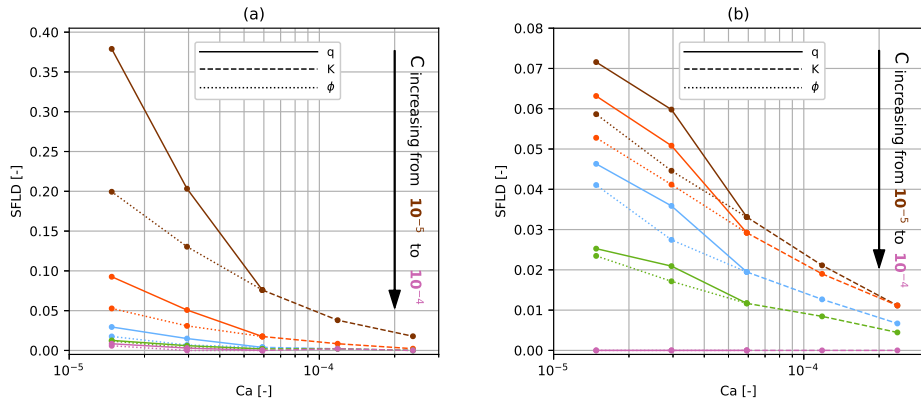 (a)
0.40
0.35
0.30
0.25
0.20
0.15
0.10
0.05
0.00
SFLD [-]
10⁻⁵
10⁻⁴
Ca [-]
q
K
ϕ
C increasing from 10⁻⁵ to 10⁻⁴
(b)
0.08
0.07
0.06
0.05
0.04
0.03
0.02
0.01
0.00
SFLD [-]
10⁻⁵
10⁻⁴
Ca [-]
q
K
ϕ
C increasing from 10⁻⁵ to 10⁻⁴